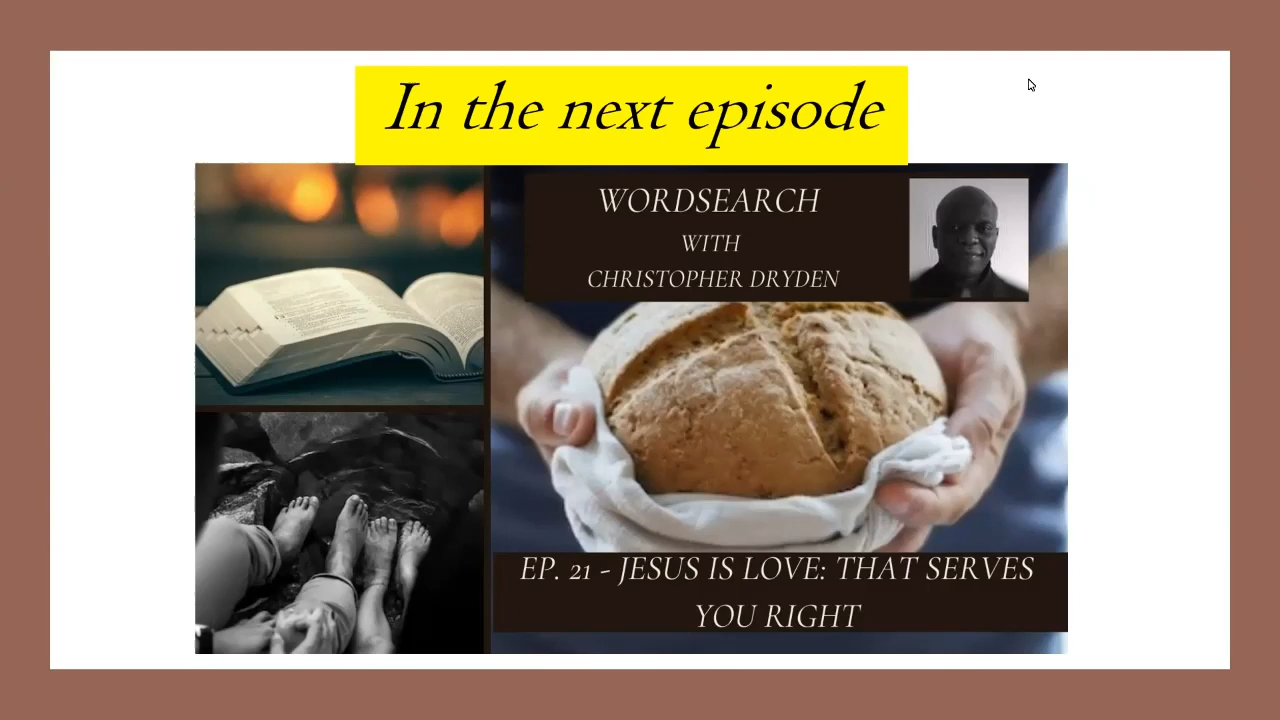 In the next episode
WORDSEARCH
WITH
CHRISTOPHER DRYDEN
EP. 21 - JESUS IS LOVE: THAT SERVES
YOU RIGHT